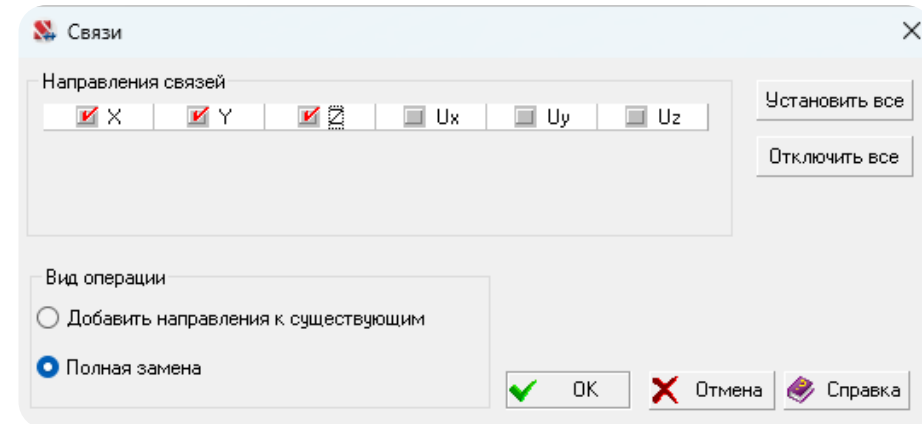 Связи
Направления связей
X Y Z Ux Uy Uz
Установить все
Отключить все
Вид операции
Добавить направления к существующим
Полная замена
OK Отмена Справка